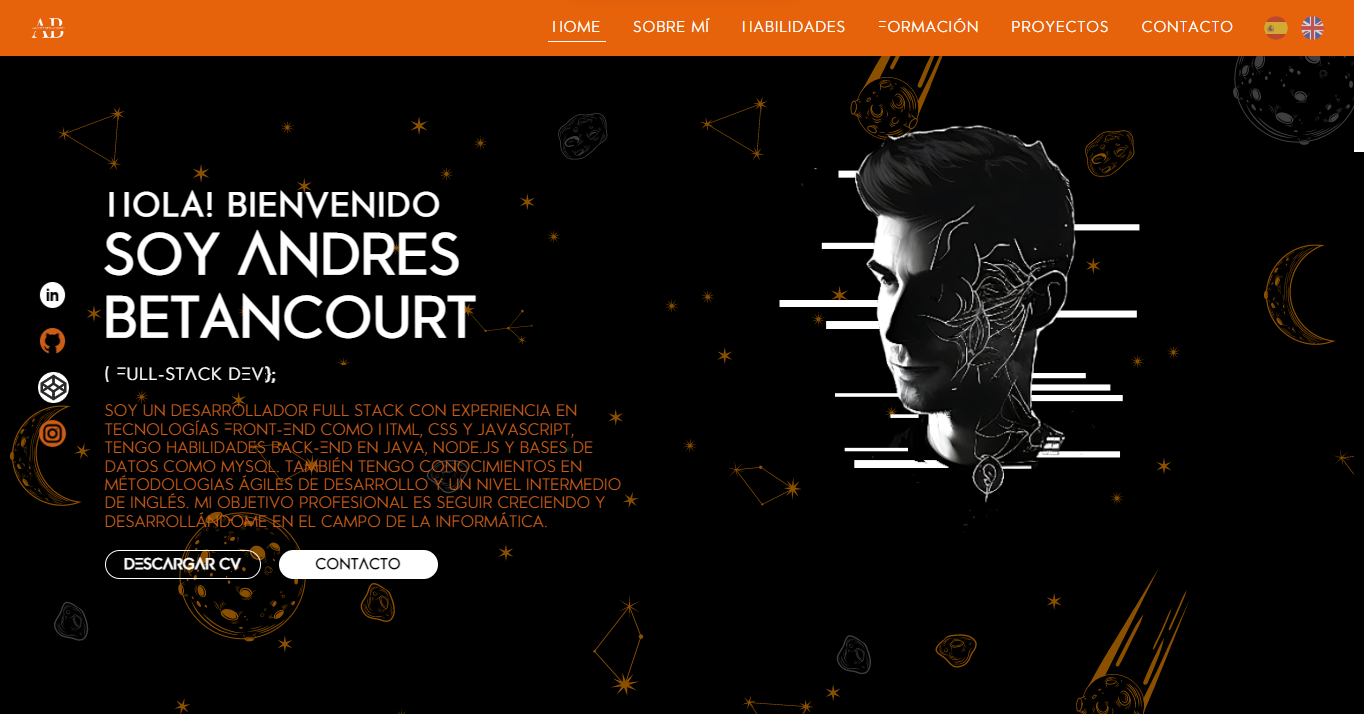 AB
HOME SOBRE MÍ HABILIDADES FORMACIÓN PROYECTOS CONTACTO
HOLA! BIENVENIDO
SOY ANDRES
BETANCOURT
in
( FULL-STACK DEV};
SOY UN DESARROLLADOR FULL STACK CON EXPERIENCIA EN
TECNOLOGÍAS FRONT-END COMO HTML, CSS Y JAVASCRIPT,
TENGO HABILIDADES BACK-END EN JAVA, NODE.JS Y BASES DE
DATOS COMO MYSQL. TAMBIÉN TENGO CONOCIMIENTOS EN
MÉTODOLOGIAS ÁGILES DE DESARROLLO Y UN NIVEL INTERMEDIO
DE INGLÉS. MI OBJETIVO PROFESIONAL ES SEGUIR CRECIENDO Y
DESARROLLÁNDOME EN EL CAMPO DE LA INFORMÁTICA.
DESCARGAR CV CONTACTO